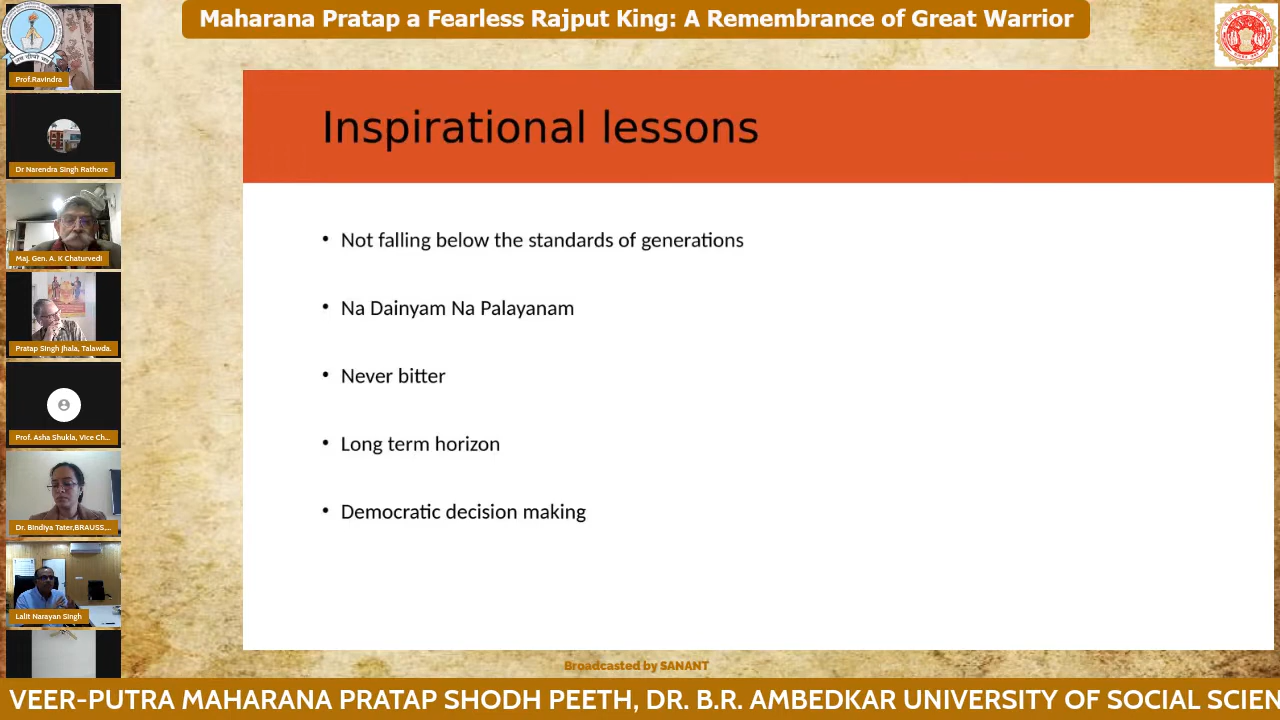 Maharana Pratap a Fearless Rajput King: A Remembrance of Great Warrior
Prof.Ravindra
Dr Narendra Singh Rathore
Maj. Gen. A. K Chaturvedi
Pratap Singh Jhala, Talawda.
Prof. Asha Shukla, Vice Ch...
Dr. Bindiya Tater,BRAUSS,...
Lalit Narayan Singh
Inspirational lessons
• Not falling below the standards of generations
• Na Dainyam Na Palayanam
• Never bitter
• Long term horizon
• Democratic decision making
Broadcasted by SANANT
VEER-PUTRA MAHARANA PRATAP SHODH PEETH, DR. B.R. AMBEDKAR UNIVERSITY OF SOCIAL SCIEN